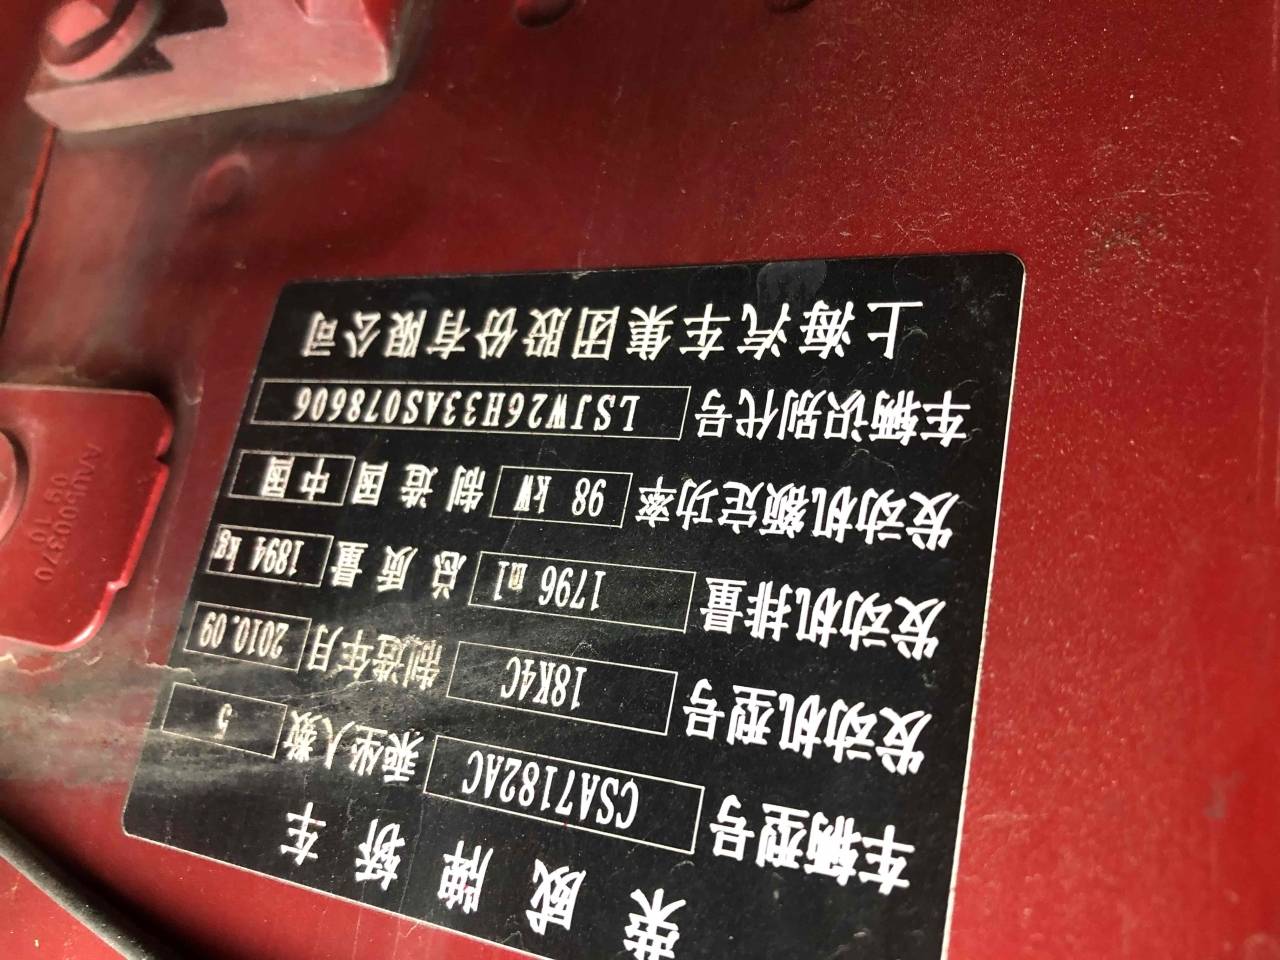 荣威牌轿车
车辆型号 CSA7182AC 乘坐人数 5
发动机型号 18K4C 制造年月 2010.09
发动机排量 1796 ml 总质量 1894 kg
发动机额定功率 98 kW 制造国 中国
车辆识别代号 LSJW26H33AS078606
上海汽车集团股份有限公司